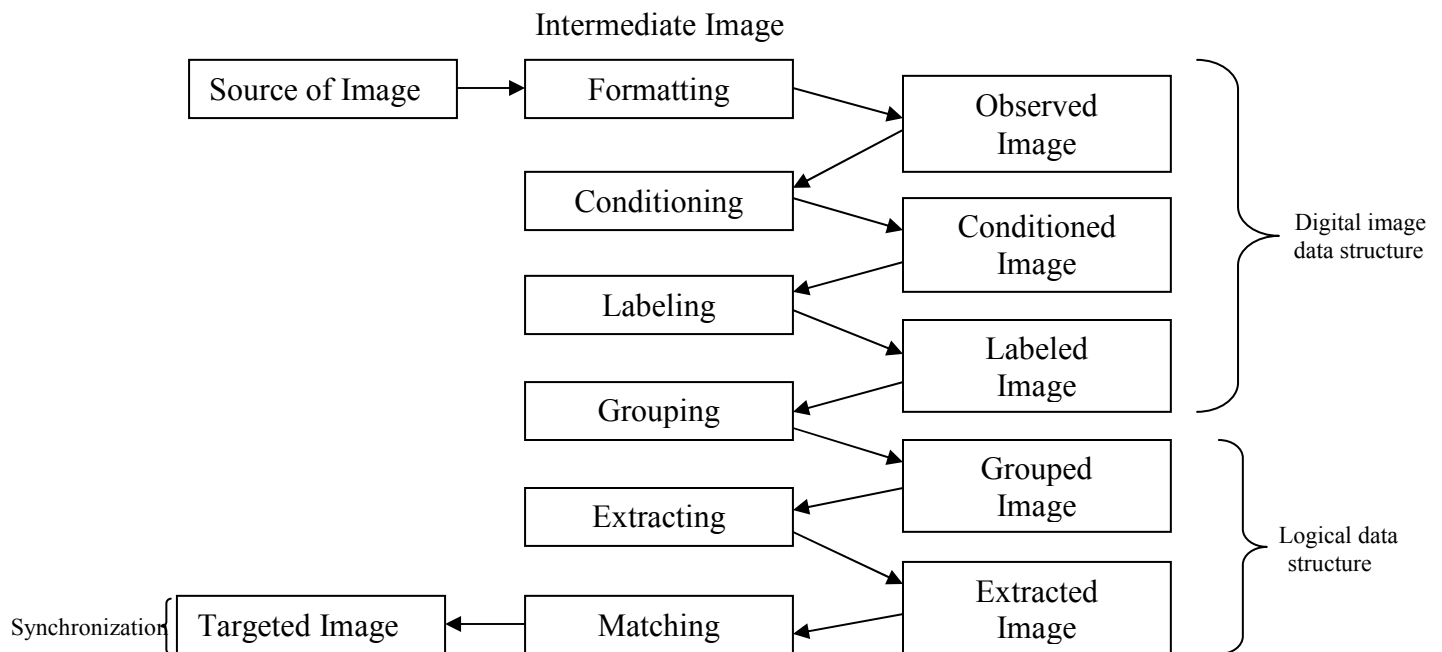 Intermediate Image
Source of Image
Formatting
Observed
Image
Conditioning
Conditioned
Image
Digital image
data structure
Labeling
Labeled
Image
Grouping
Grouped
Image
Extracting
Logical data
structure
Extracted
Image
Synchronization
Targeted Image
Matching